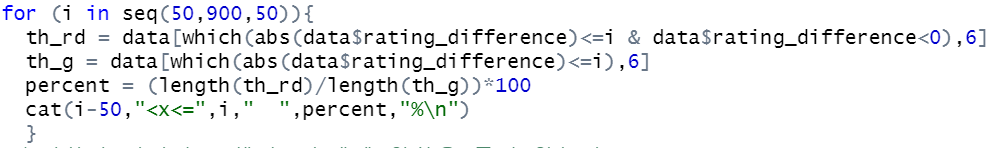 for (i in seq(50,900,50)){
th_rd = data[which(abs(data$rating_difference)<=i & data$rating_difference<0),6]
th_g = data[which(abs(data$rating_difference)<=i),6]
percent = (length(th_rd)/length(th_g))*100
cat(i-50,"<x<=",i,"  ",percent,"%\n")
}